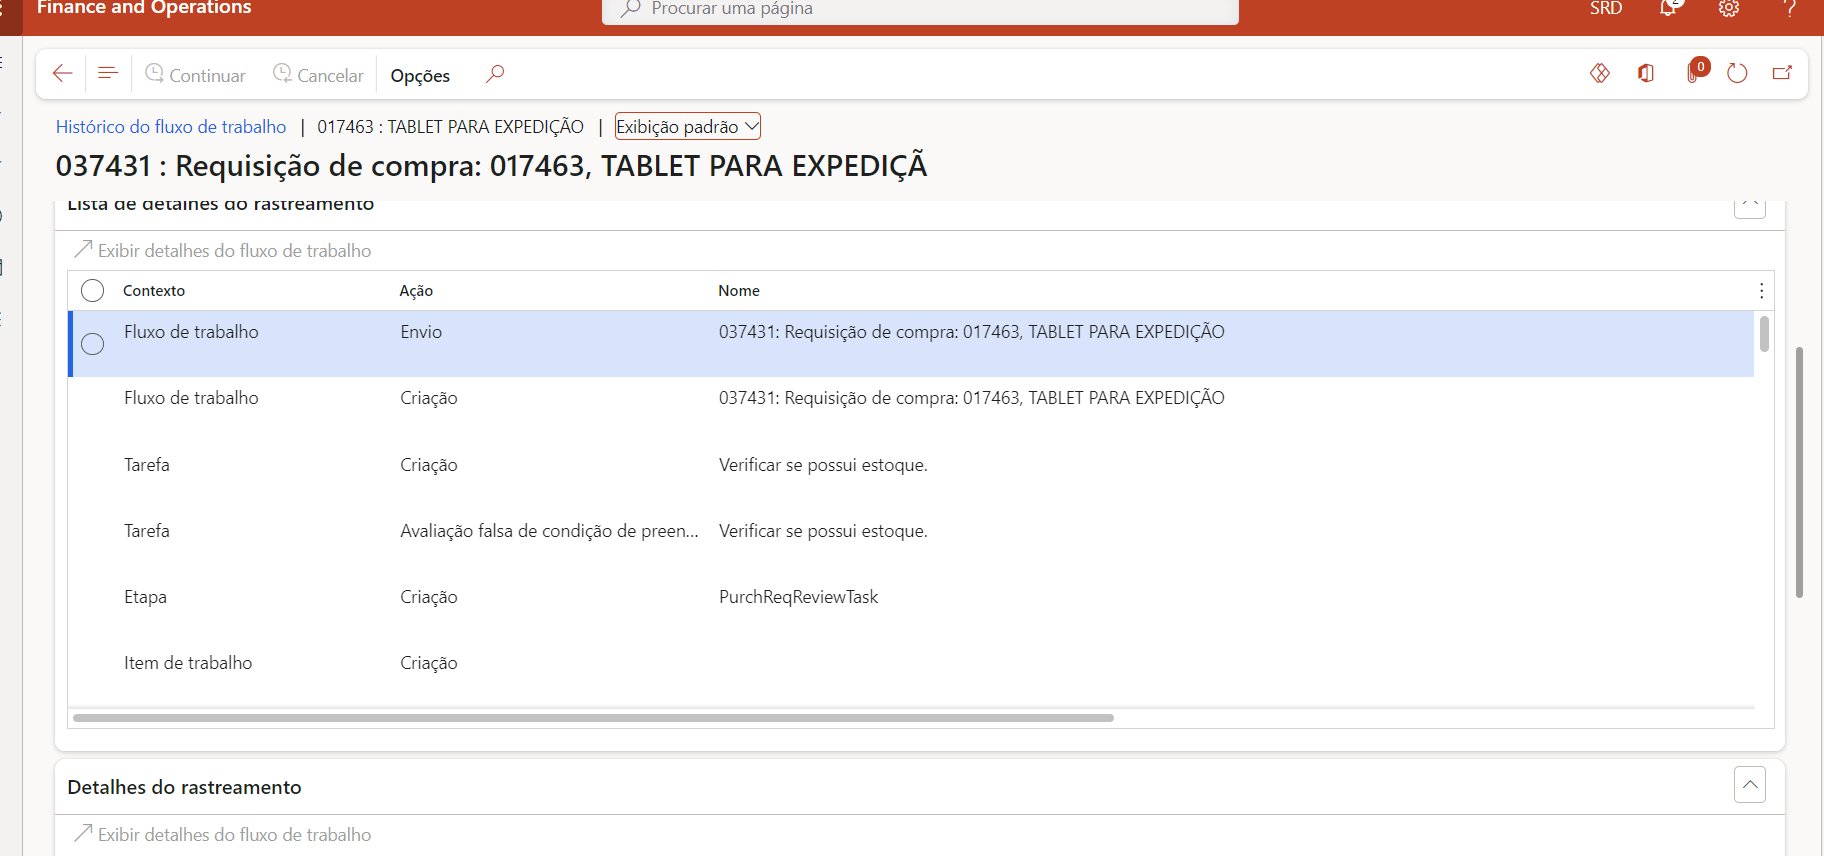 Finance and Operations
Procurar uma página
SRD
2
?
Continuar
Cancelar
Opções
0
Histórico do fluxo de trabalho | 017463 : TABLET PARA EXPEDIÇÃO | Exibição padrão
037431 : Requisição de compra: 017463, TABLET PARA EXPEDIÇÃ
Lista de detalhes do rastreamento
Exibir detalhes do fluxo de trabalho
Contexto Ação Nome
Fluxo de trabalho Envio 037431: Requisição de compra: 017463, TABLET PARA EXPEDIÇÃO
Fluxo de trabalho Criação 037431: Requisição de compra: 017463, TABLET PARA EXPEDIÇÃO
Tarefa Criação Verificar se possui estoque.
Tarefa Avaliação falsa de condição de preen... Verificar se possui estoque.
Etapa Criação PurchReqReviewTask
Item de trabalho Criação
Detalhes do rastreamento
Exibir detalhes do fluxo de trabalho